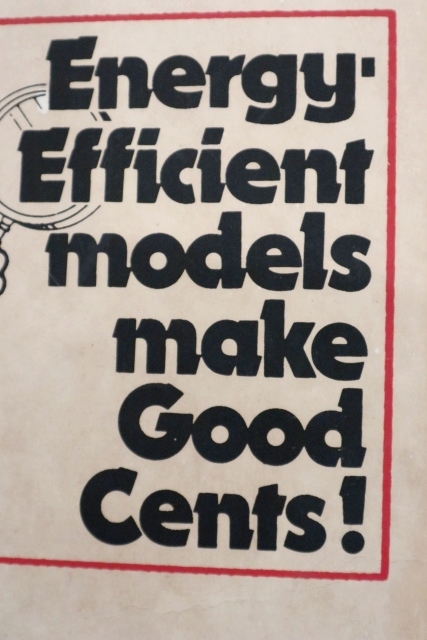 Energy-
Efficient
models
make
Good
Cents!